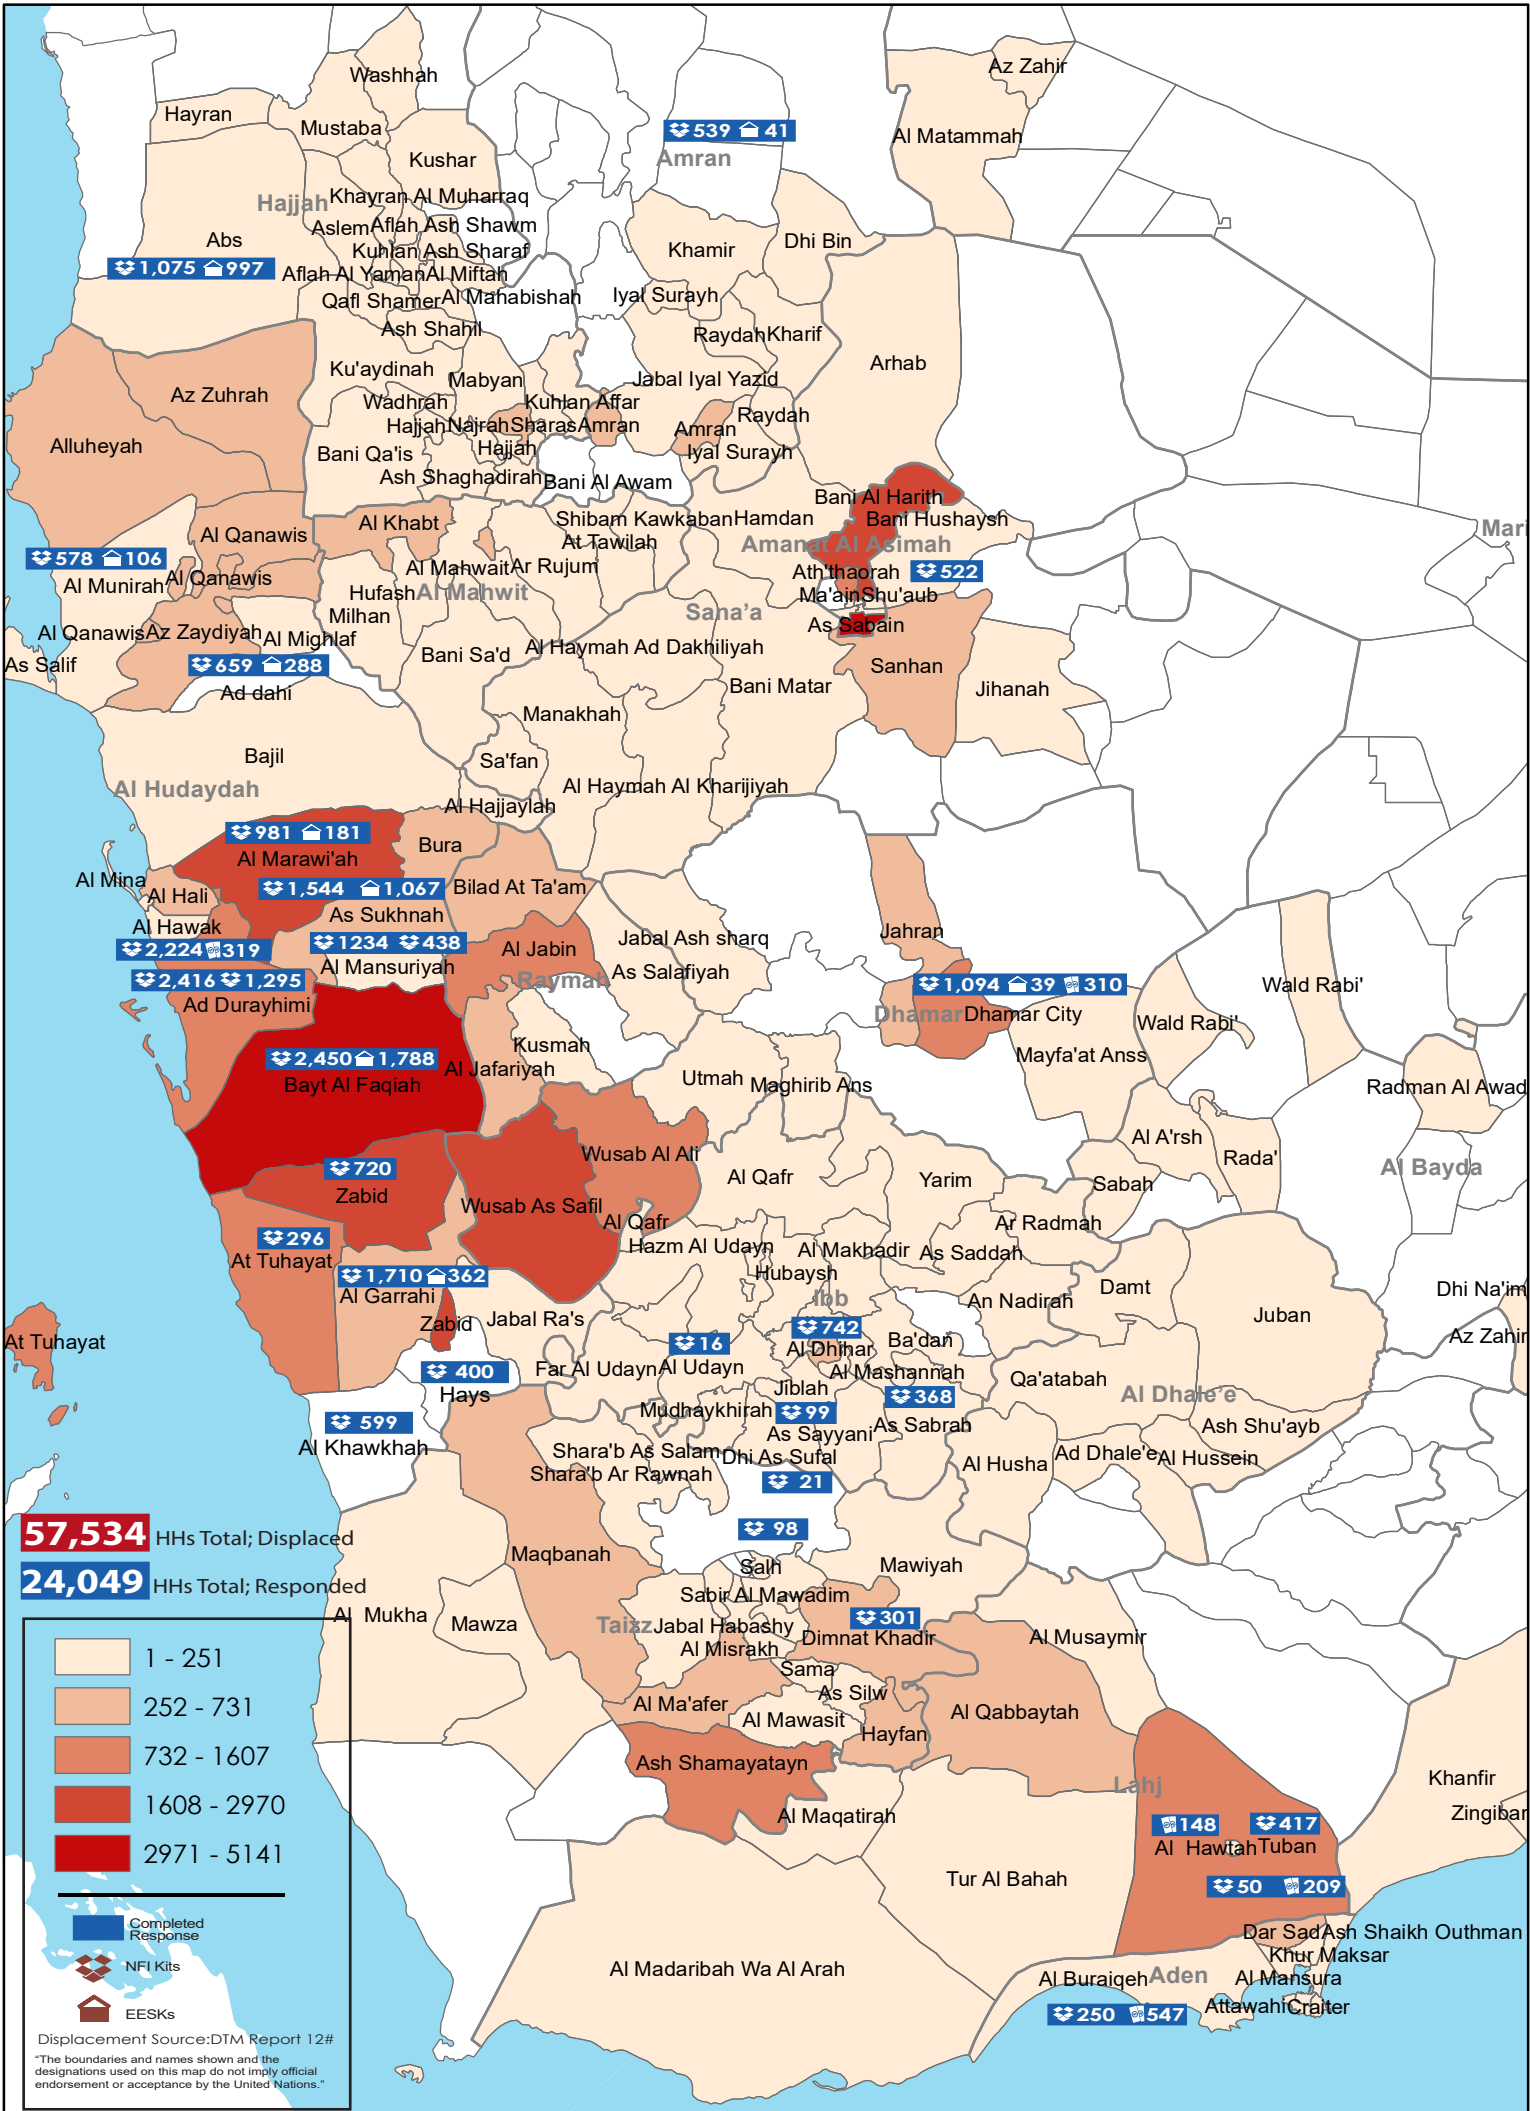 Washhah
Az Zahir
Hayran
Mustaba
539 41
Al Matammah
Amran
Kushar
Khayran Al Muharraq
Hajjah
Aslem
Aflah Ash Shawm
Abs
Kuhlan Ash Sharaf
Khamir
Dhi Bin
1,075 997
Aflah Al Yaman
Al Miftah
Qafl Shamer
Al Mahabishah
Iyal Surayh
Ash Shahil
Raydah
Kharif
Arhab
Ku'aydinah
Mabyan
Jabal Iyal Yazid
Az Zuhrah
Wadhrah
Kuhlan Affar
Raydah
Hajjah
Najrah
Sharas
Amran
Amran
Alluheyah
Bani Qa'is
Hajjah
Iyal Surayh
Ash Shaghadirah
Bani Al Awam
Bani Al Harith
Al Khabt
Shibam Kawkaban
Hamdan
Bani Hushaysh
Al Qanawis
At Tawilah
Amanat Al Asimah
Mari
578 106
Al Mahwait
Ar Rujum
Ath'thaorah
522
Al Munirah
Al Qanawis
Hufash
Al Mahwit
Ma'ain
Shu'aub
Milhan
Sana'a
As Sabain
Al Qanawis
Az Zaydiyah
Al Mighlaf
Al Haymah Ad Dakhiliyah
As Salif
659 288
Bani Sa'd
Sanhan
Ad dahi
Bani Matar
Jihanah
Manakhah
Bajil
Sa'fan
Al Hudaydah
Al Haymah Al Kharijiyah
Al Hajjaylah
981 181
Al Marawi'ah
Bura
Al Mina
Al Hali
1,544 1,067
Bilad At Ta'am
As Sukhnah
Al Hawak
Jabal Ash sharq
Jahran
2,224 319
1234 438
Al Jabin
Al Mansuriyah
As Salafiyah
2,416 1,295
Raymah
1,094 39 310
Wald Rabi'
Ad Durayhimi
Dhamar
Dhamar City
Wald Rabi'
Kusmah
Mayfa'at Anss
2,450 1,788
Bayt Al Faqiah
Al Jafariyah
Utmah
Maghirib Ans
Radman Al Awad
Al A'rsh
Wusab Al Ali
Rada'
720
Al Qafr
Yarim
Al Bayda
Zabid
Sabah
Wusab As Safil
Al Qafr
Ar Radmah
296
Hazm Al Udayn
Al Makhadir
As Saddah
At Tuhayat
1,710 362
Hubaysh
Damt
Dhi Na'im
Al Garrahi
Ibb
An Nadirah
Juban
Zabid
Jabal Ra's
742
At Tuhayat
16
Al Dhihar
Ba'dan
Az Zahir
400
Far Al Udayn
Al Udayn
Al Mashannah
Qa'atabah
Hays
Jiblah
368
Al Dhale'e
599
Mudhaykhirah
99
As Sabrah
Ash Shu'ayb
Al Khawkhah
Shara'b As Salam
As Sayyani
Dhi As Sufal
Al Husha
Ad Dhale'e
Al Hussein
Shara'b Ar Rawnah
21
57,534 HHs Total; Displaced
98
24,049 HHs Total; Responded
Maqbanah
Salh
Mawiyah
Sabir Al Mawadim
Al Mukha
Mawza
Taizz
Jabal Habashy
301
Al Misrakh
Dimnat Khadir
Al Musaymir
1 - 251
Sama
As Silw
252 - 731
Al Ma'afer
Al Mawasit
Hayfan
Al Qabbaytah
732 - 1607
Ash Shamayatayn
Lahj
Khanfir
1608 - 2970
Al Maqatirah
Zingibar
148
417
2971 - 5141
Al Hawtah
Tuban
Tur Al Bahah
50 209
Completed
Response
Dar Sad
Ash Shaikh Outhman
Khur Maksar
NFI Kits
Al Madaribah Wa Al Arah
Al Buraiqeh
Aden
Al Mansura
250 547
Attawahi
Craiter
EESKs
Displacement Source:DTM Report 12#
"The boundaries and names shown and the
designations used on this map do not imply official
endorsement or acceptance by the United Nations."